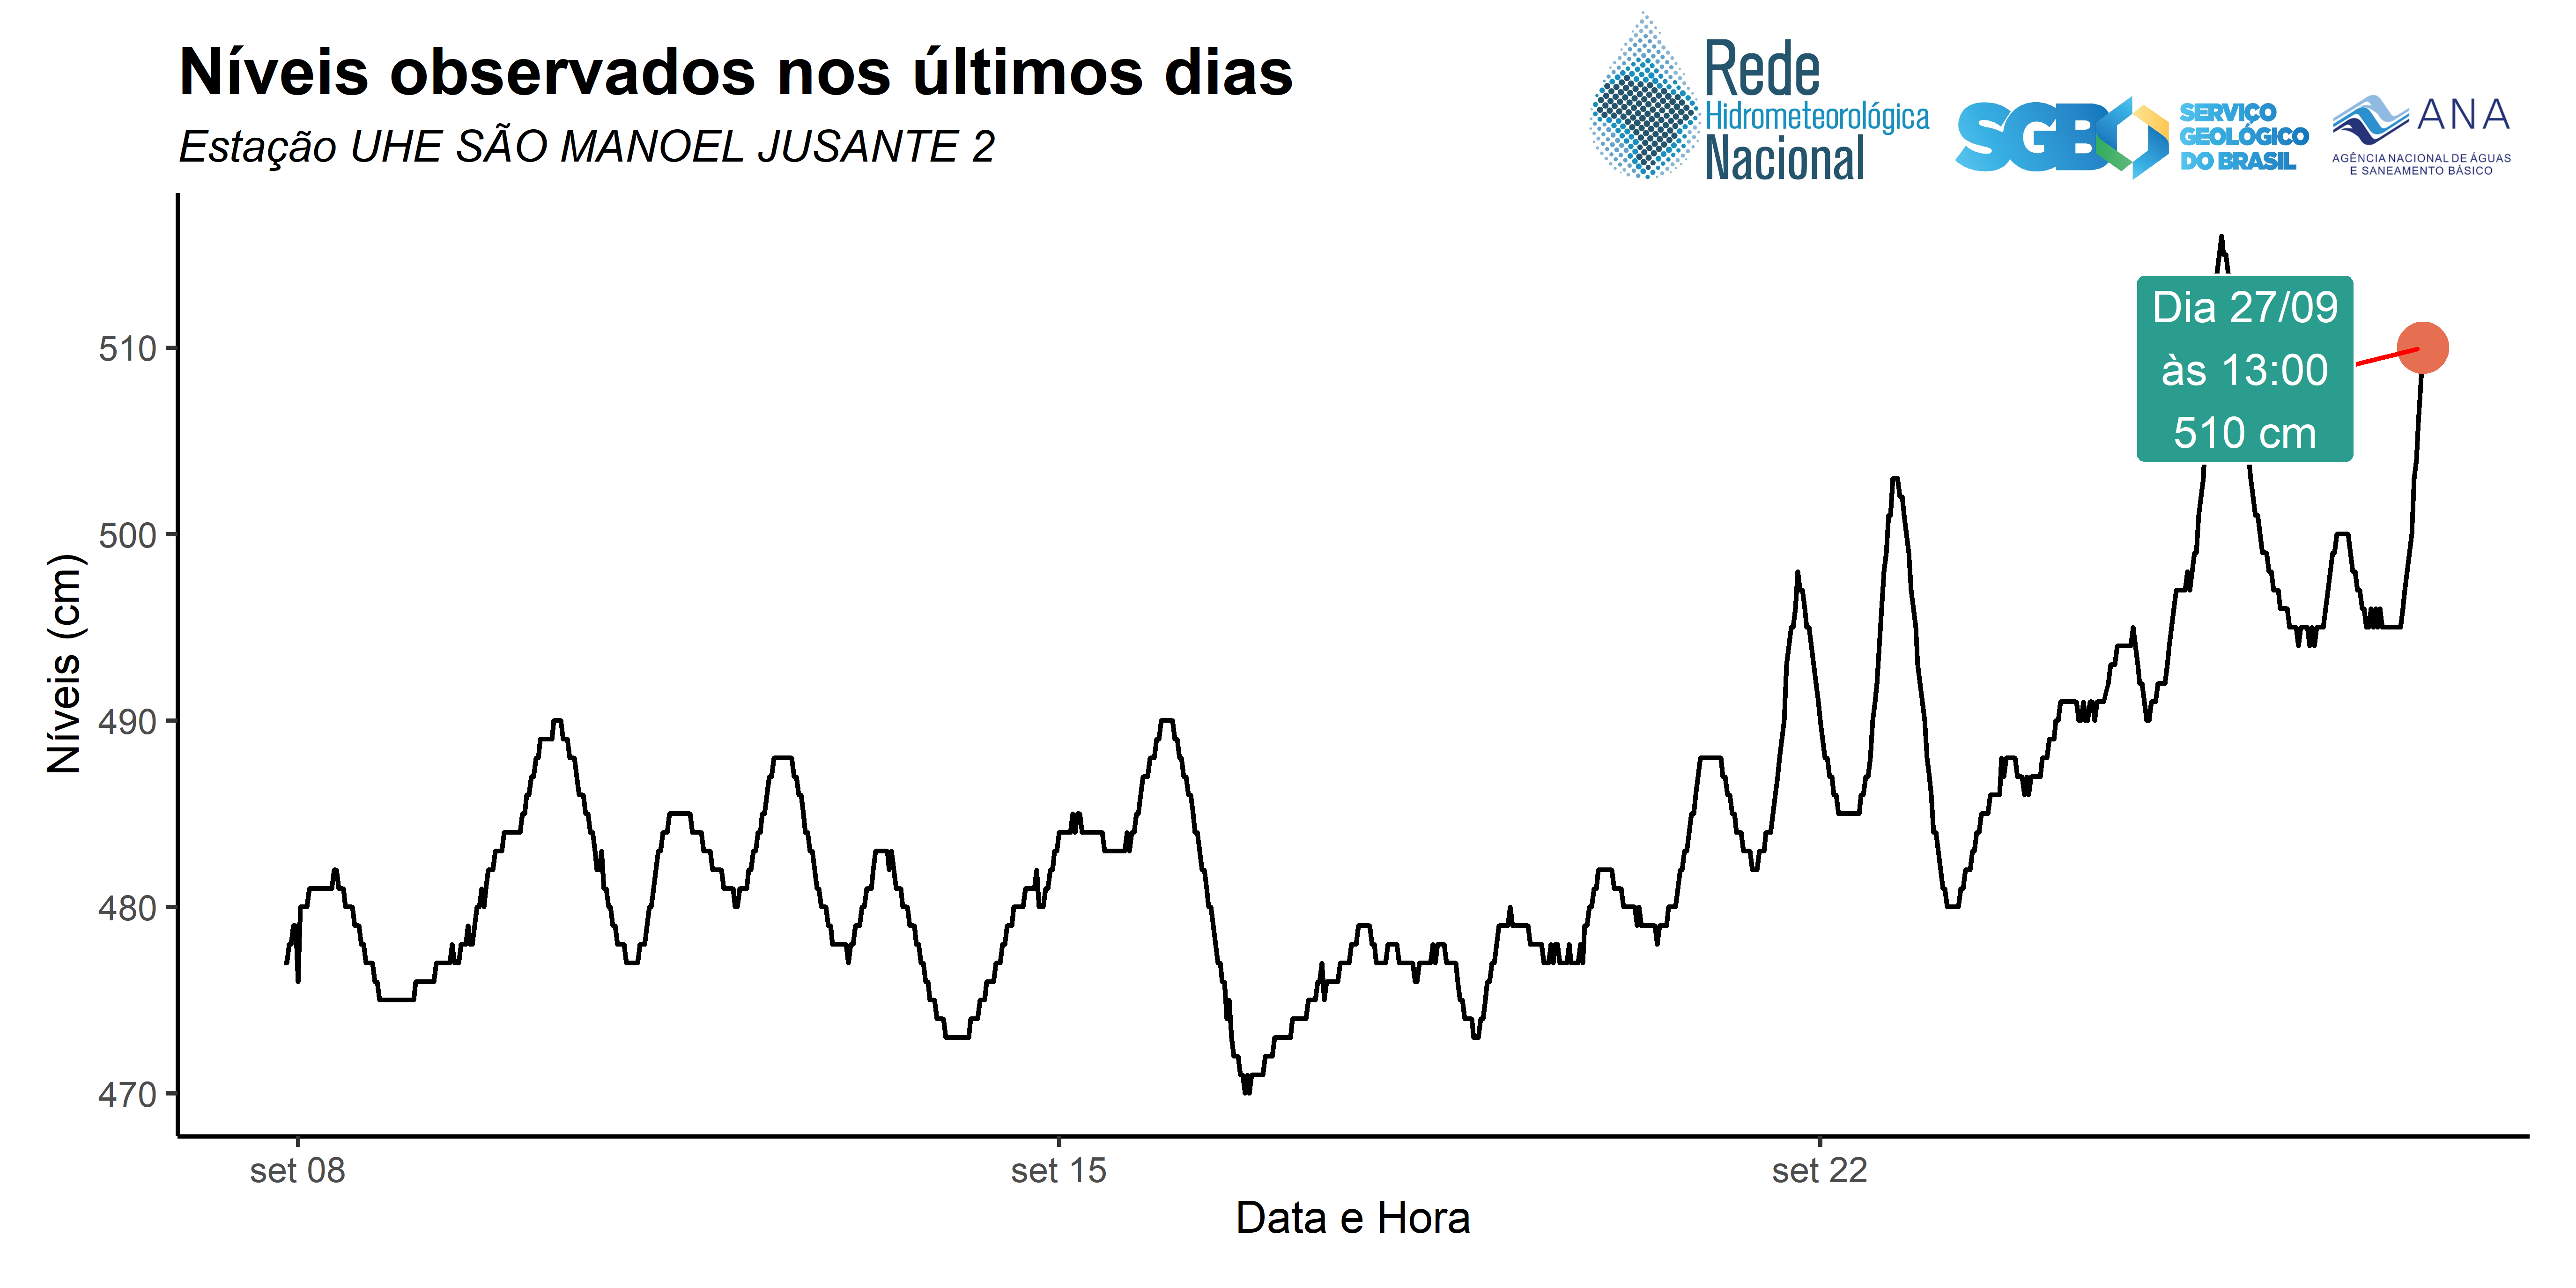 Níveis observados nos últimos dias
Estação UHE SÃO MANOEL JUSANTE 2
Rede
Hidrometeorológica
Nacional
SGB
SERVIÇO
GEOLÓGICO
DO BRASIL
ANA
AGÊNCIA NACIONAL DE ÁGUAS
E SANEAMENTO BÁSICO
Dia 27/09
às 13:00
510 cm
Níveis (cm)
510
500
490
480
470
set 08
set 15
set 22
Data e Hora